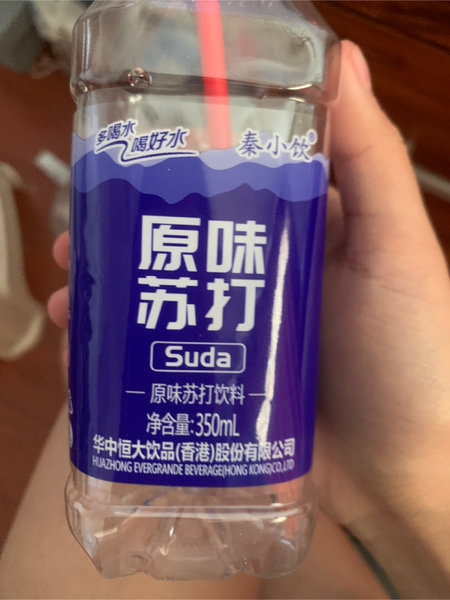 多喝水
喝好水
秦小饮®
原味
苏打
Suda
原味苏打饮料
净含量:350mL
华中恒大饮品(香港)股份有限公司
HUAZHONG EVERGRANDE BEVERAGE(HONG KONG)CO.,LTD